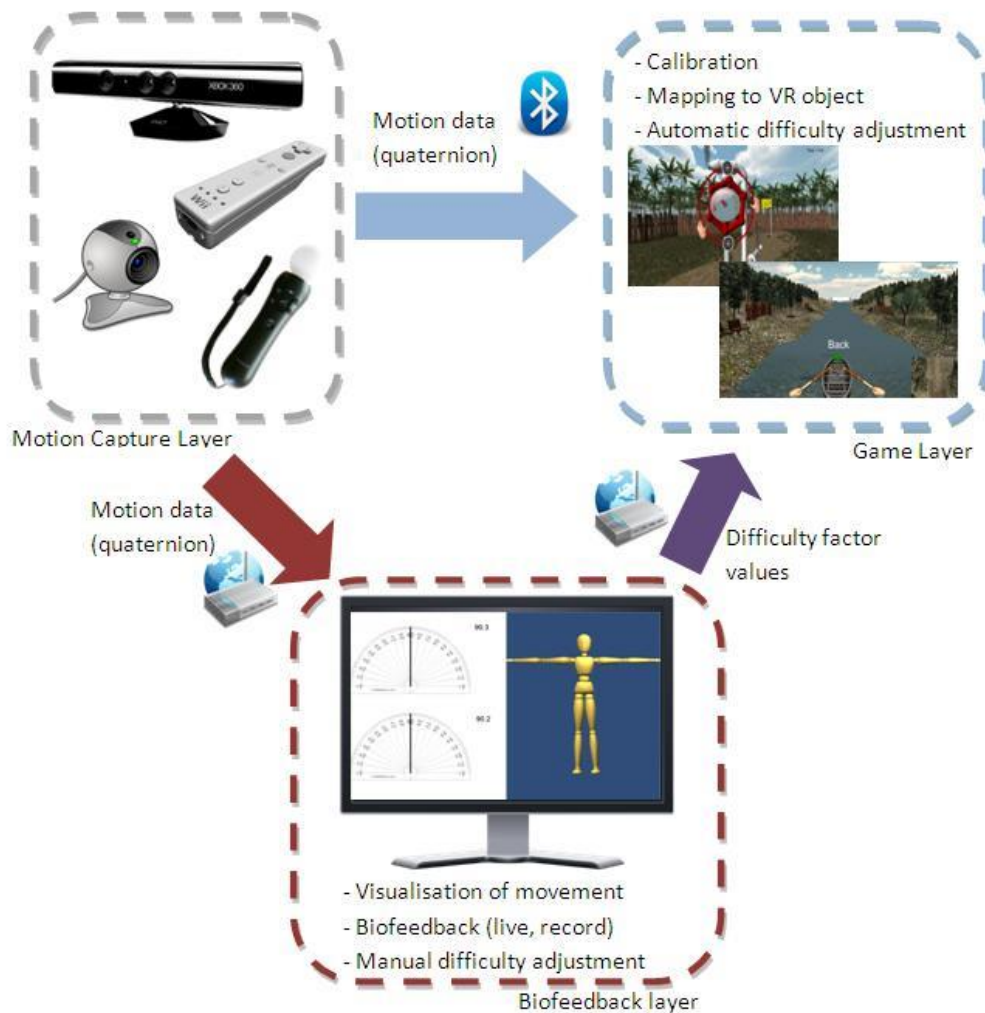 XBOX 360
Wii
Motion Capture Layer
Motion data
(quaternion)
- Calibration
- Mapping to VR object
- Automatic difficulty adjustment
Back
Game Layer
Motion data
(quaternion)
Difficulty factor
values
90.3
90.2
- Visualisation of movement
- Biofeedback (live, record)
- Manual difficulty adjustment
Biofeedback layer